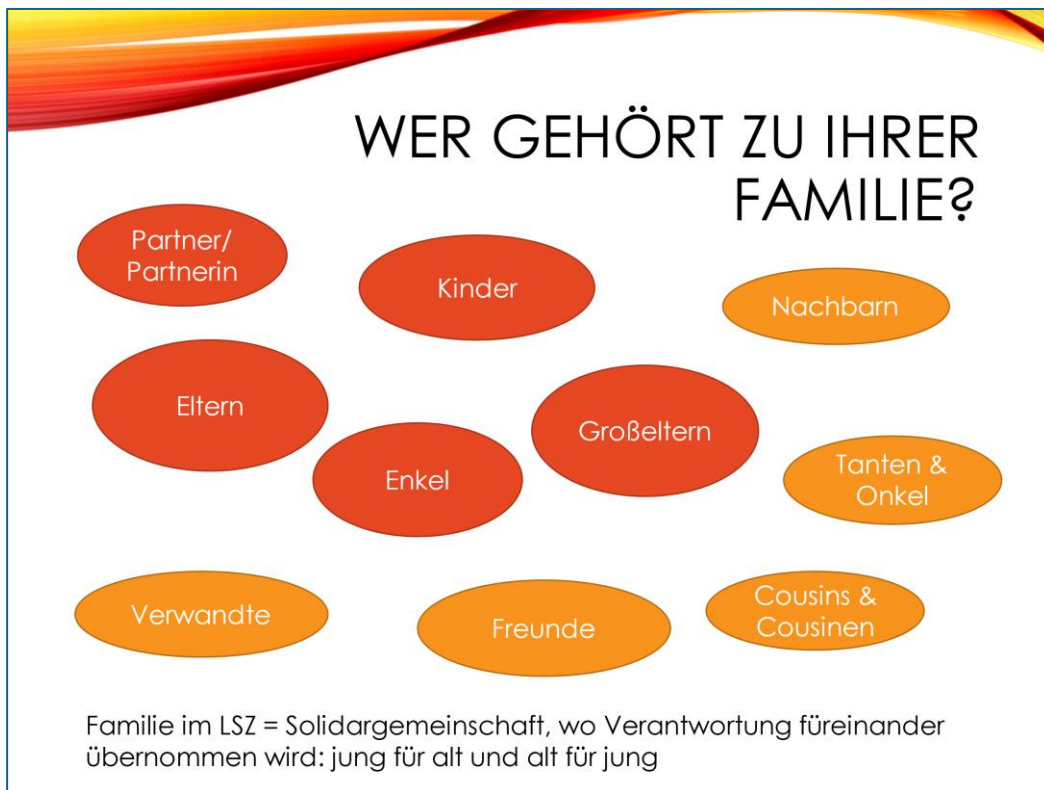 WER GEHÖRT ZU IHRER
FAMILIE?
Partner/
Partnerin
Kinder
Nachbarn
Eltern
Großeltern
Enkel
Tanten &
Onkel
Verwandte
Freunde
Cousins &
Cousinen
Familie im LSZ = Solidargemeinschaft, wo Verantwortung füreinander
übernommen wird: jung für alt und alt für jung